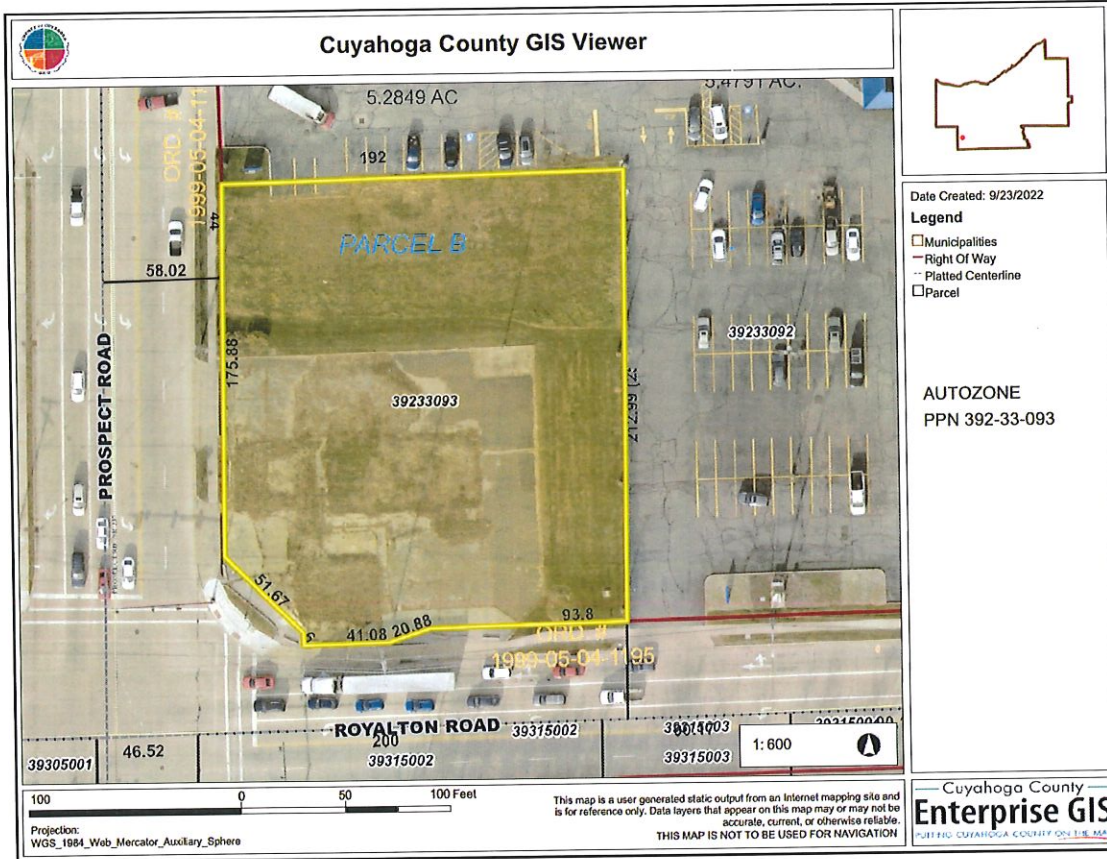 Cuyahoga County GIS Viewer
ORD. #
1999-05-04-11
5.2849 AC
5.4791 AC.
192
44
PARCEL B
58.02
PROSPECT ROAD
175.88
39233093
39233092
212.99
51.67
41.08
20.88
93.8
ORD. #
1999-05-04-1195
ROYALTON ROAD
200
39315002
39315002
39315003
39315003
39305001
46.52
1: 600
Date Created: 9/23/2022
Legend
Municipalities
Right Of Way
Platted Centerline
Parcel
AUTOZONE
PPN 392-33-093
100 0 50 100 Feet
Projection:
WGS_1984_Web_Mercator_Auxiliary_Sphere
This map is a user generated static output from an Internet mapping site and
is for reference only. Data layers that appear on this map may or may not be
accurate, current, or otherwise reliable.
THIS MAP IS NOT TO BE USED FOR NAVIGATION
Cuyahoga County
Enterprise GIS
PUTTING CUYAHOGA COUNTY ON THE MAP